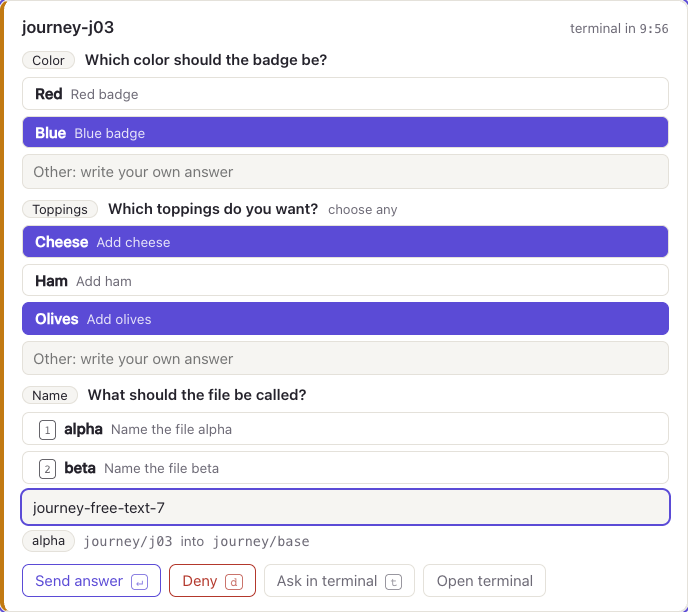 journey-j03 terminal in 9:56
Color Which color should the badge be?
Red Red badge
Blue Blue badge
Other: write your own answer
Toppings Which toppings do you want? choose any
Cheese Add cheese
Ham Add ham
Olives Add olives
Other: write your own answer
Name What should the file be called?
1 alpha Name the file alpha
2 beta Name the file beta
journey-free-text-7
alpha journey/j03 into journey/base
Send answer ↵ Deny d Ask in terminal t Open terminal